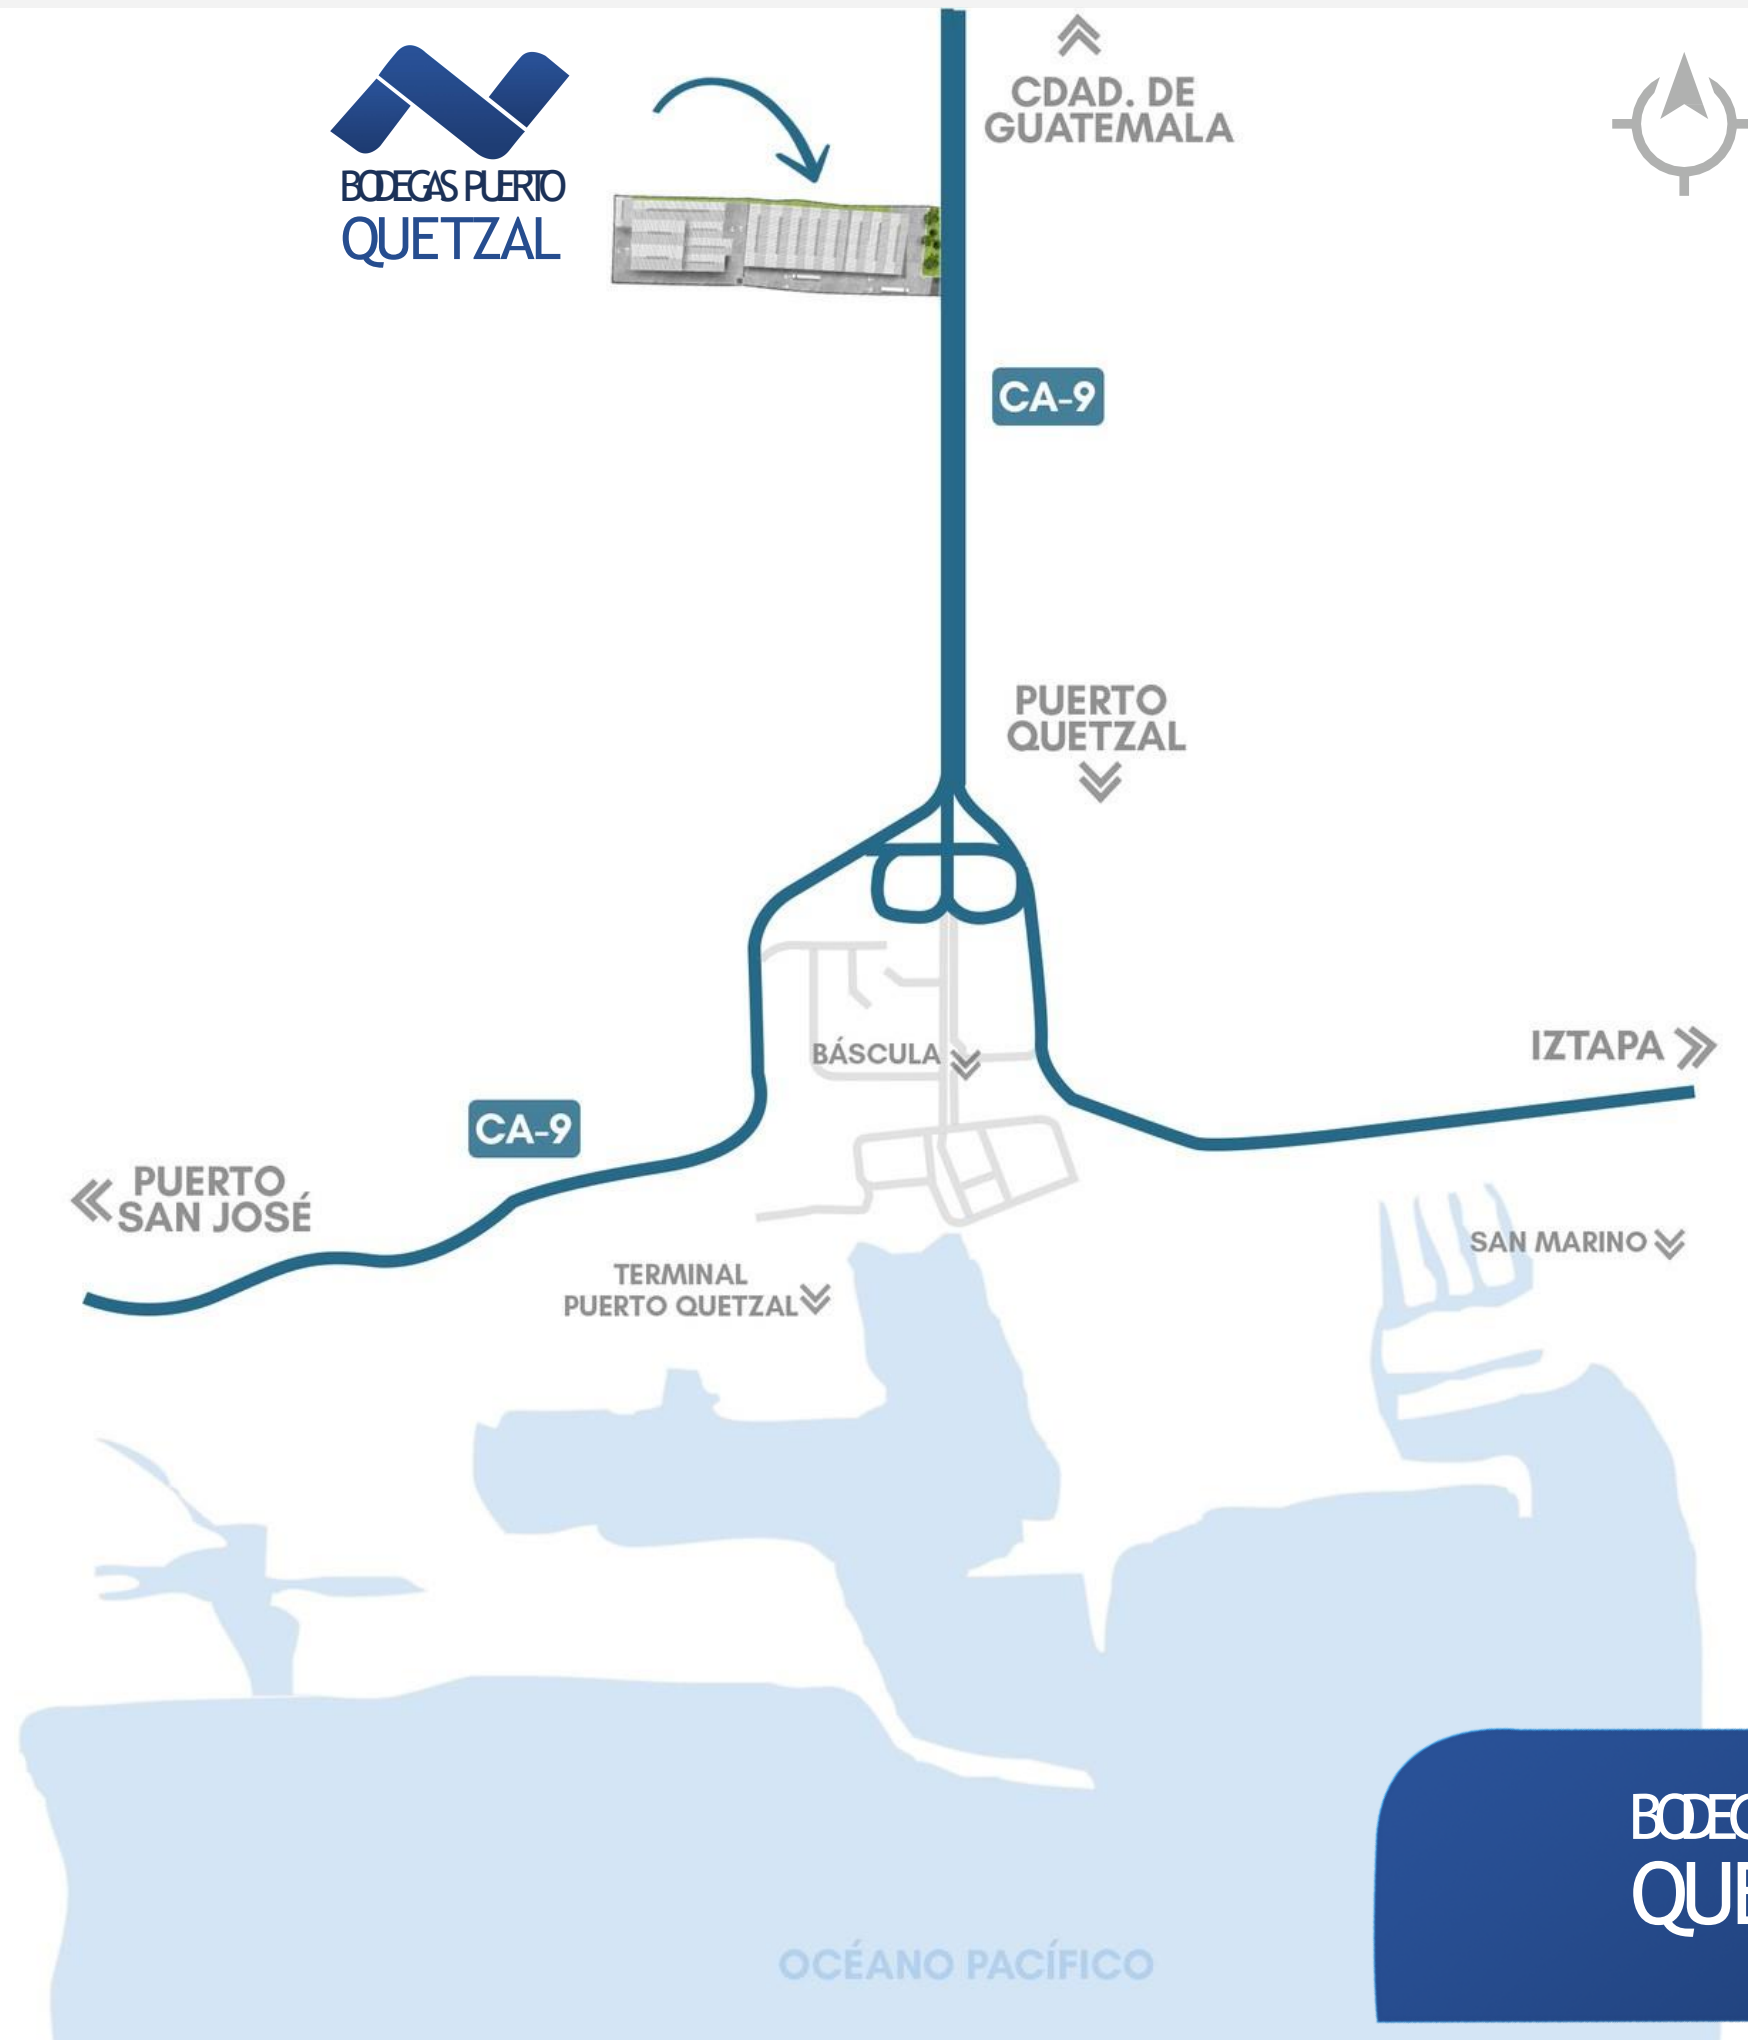 CDAD. DE
GUATEMALA
BODEGAS PUERTO
QUETZAL
CA-9
PUERTO
QUETZAL
IZTAPA
BÁSCULA
CA-9
PUERTO
SAN JOSÉ
SAN MARINO
TERMINAL
PUERTO QUETZAL
OCÉANO PACÍFICO